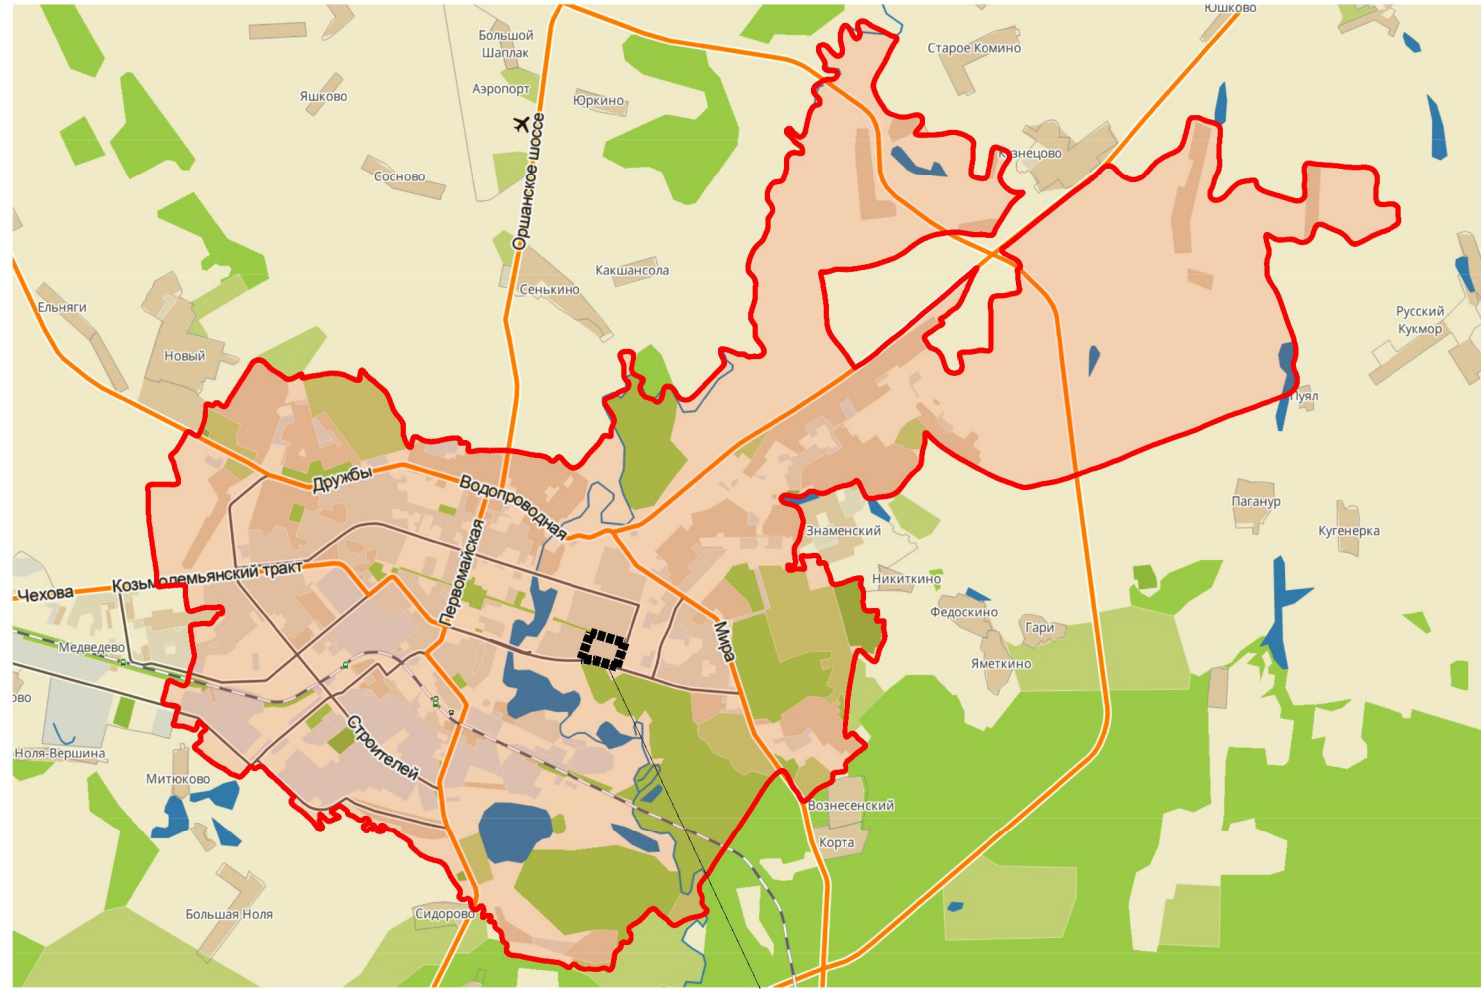 Юшково
Большой
Шаплак
Старое Комино
Аэропорт
Яшково
Юркино
Оршанское шоссе
Кузнецово
Сосново
Какшансола
Сенькино
Ельняги
Русский
Кукмор
Новый
Пуял
Дружбы
Водопроводная
Паганур
Первомайская
Знаменский
Кугенерка
Чехова
Козьмодемьянский тракт
Никиткино
Федоскино
Гари
Мира
Медведево
Яметкино
ово
Строителей
Ноля-Вершина
Митюково
Вознесенский
Корта
Большая Ноля
Сидорово